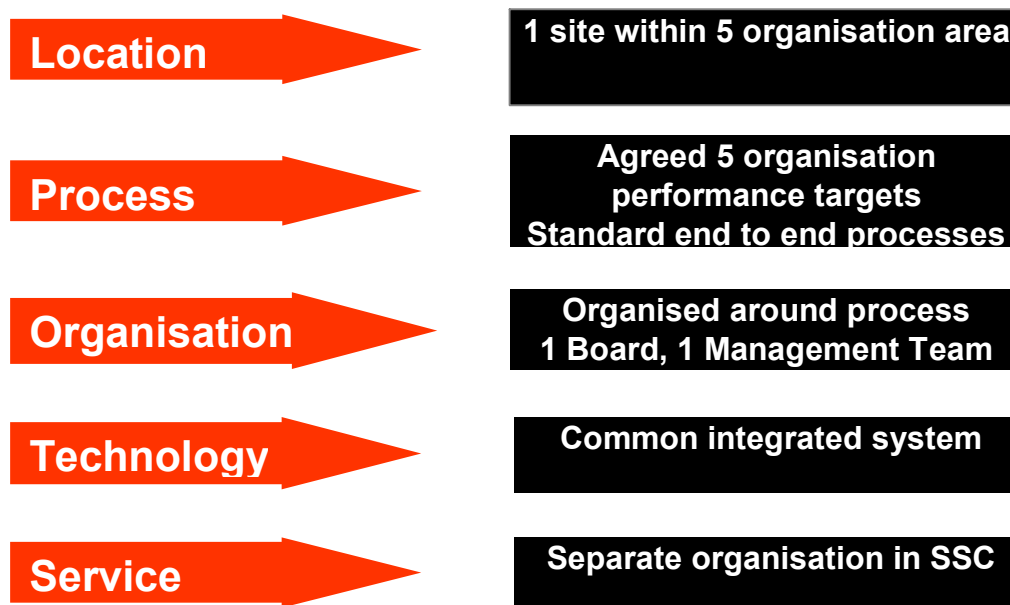 Location
1 site within 5 organisation area
Process
Agreed 5 organisation
performance targets
Standard end to end processes
Organisation
Organised around process
1 Board, 1 Management Team
Technology
Common integrated system
Service
Separate organisation in SSC